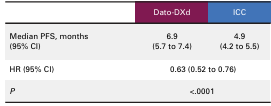 Dato-DXd ICC
Median PFS, months 6.9 4.9
(95% CI) (5.7 to 7.4) (4.2 to 5.5)
HR (95% CI) 0.63 (0.52 to 0.76)
P <.0001